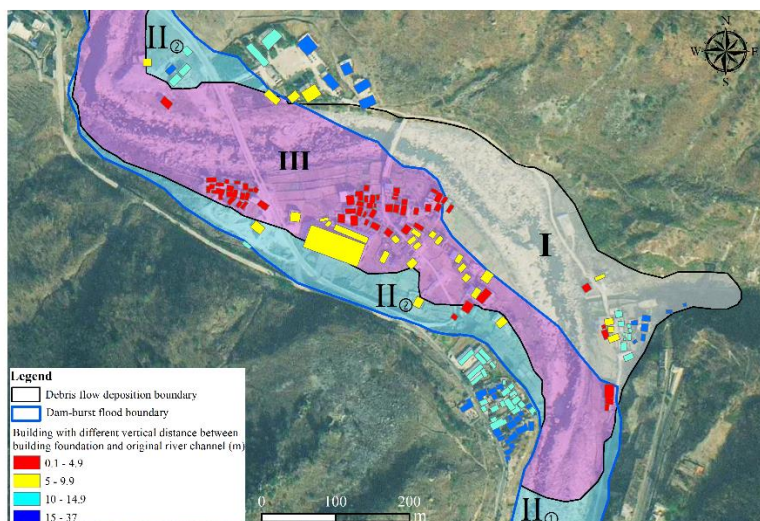 II②
N
W E
S
III
I
II②
Legend
Debris flow deposition boundary
Dam-burst flood boundary
Building with different vertical distance between
building foundation and original river channel (m)
0.1 - 4.9
5 - 9.9
10 - 14.9
15 - 37
0 100 200
m
II①